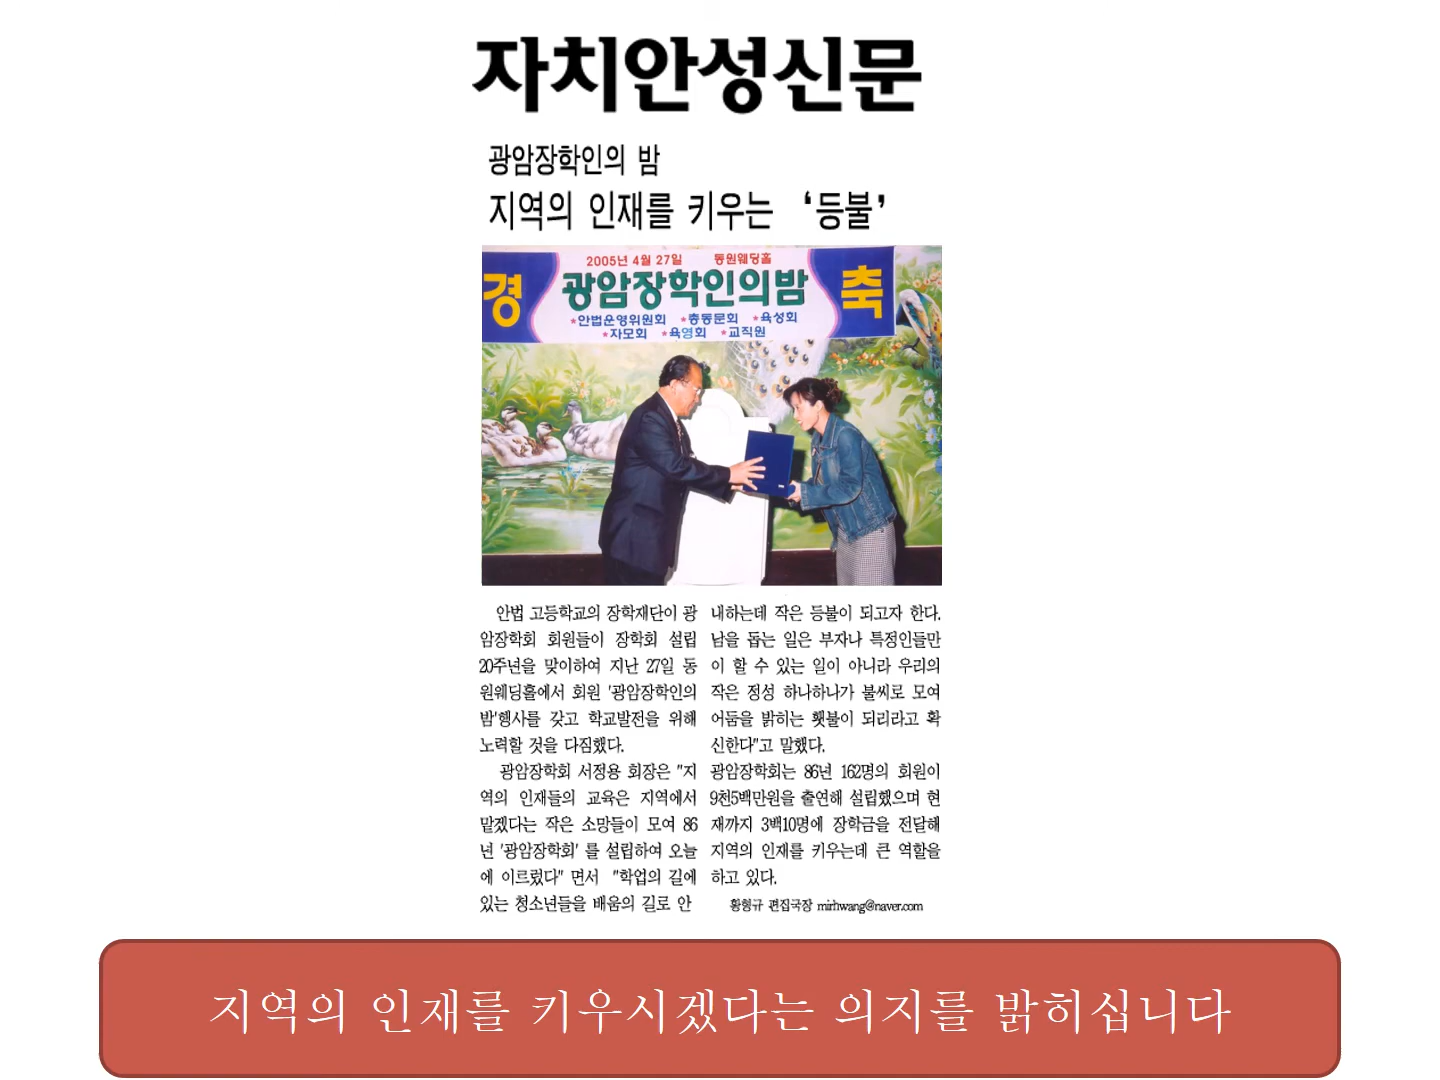 자치안성신문
광암장학인의 밤
지역의 인재를 키우는 ‘등불’
2005년 4월 27일 동원웨딩홀
경 광암장학인의밤 축
*안법운영위원회 *총동문회 *육성회
*자모회 *육영회 *교직원
안법 고등학교의 장학재단이 광
암장학회 회원들이 장학회 설립
20주년을 맞이하여 지난 27일 동
원웨딩홀에서 회원 '광암장학인의
밤'행사를 갖고 학교발전을 위해
노력할 것을 다짐했다.
광암장학회 서정용 회장은 "지
역의 인재들의 교육은 지역에서
맡겠다는 작은 소망들이 모여 86
년 '광암장학회' 를 설립하여 오늘
에 이르렀다" 면서 "학업의 길에
있는 청소년들을 배움의 길로 안
내하는데 작은 등불이 되고자 한다.
남을 돕는 일은 부자나 특정인들만
이 할 수 있는 일이 아니라 우리의
작은 정성 하나하나가 불씨로 모여
어둠을 밝히는 횃불이 되리라고 확
신한다"고 말했다.
광암장학회는 86년 162명의 회원이
9천5백만원을 출연해 설립했으며 현
재까지 3백10명에 장학금을 전달해
지역의 인재를 키우는데 큰 역할을
하고 있다.
황형규 편집국장 mirhwang@naver.com
지역의 인재를 키우시겠다는 의지를 밝히십니다